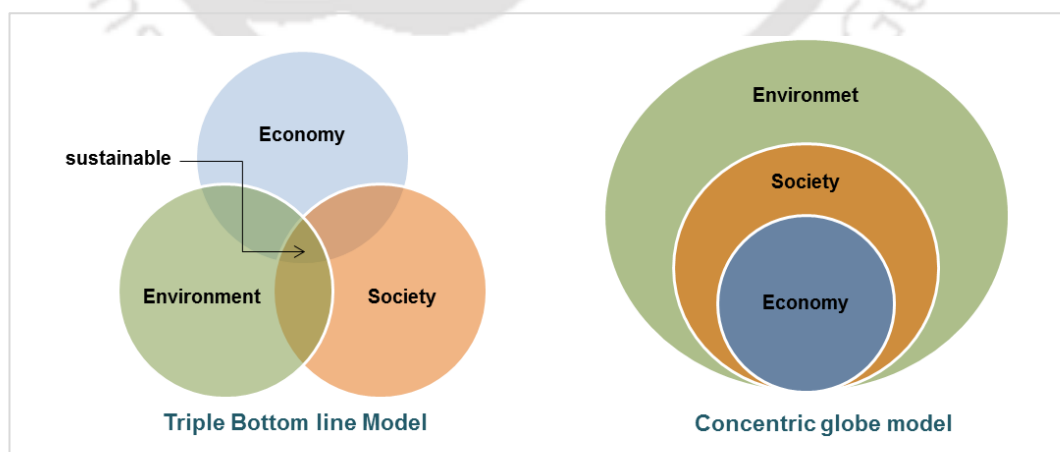 Economy
sustainable
Environment
Society
Triple Bottom line Model
Environmet
Society
Economy
Concentric globe model